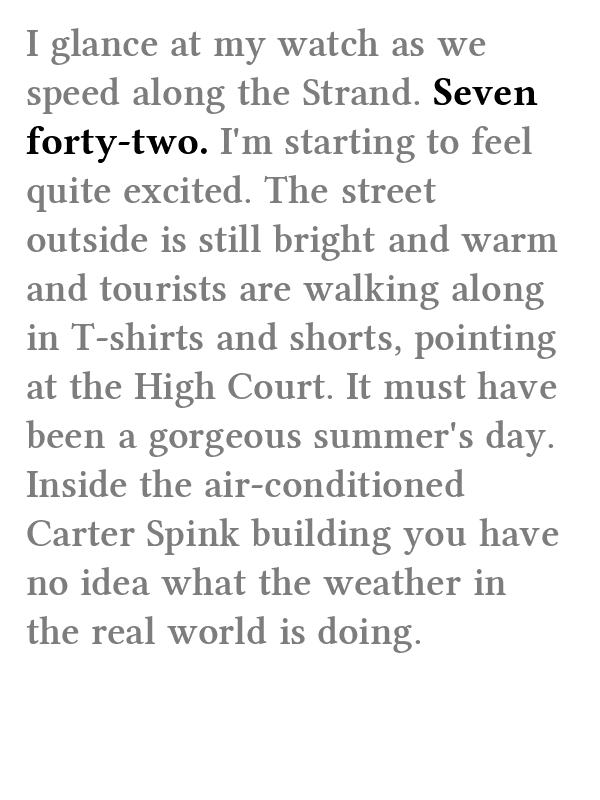 I glance at my watch as we
speed along the Strand. Seven
forty-two. I'm starting to feel
quite excited. The street
outside is still bright and warm
and tourists are walking along
in T-shirts and shorts, pointing
at the High Court. It must have
been a gorgeous summer's day.
Inside the air-conditioned
Carter Spink building you have
no idea what the weather in
the real world is doing.